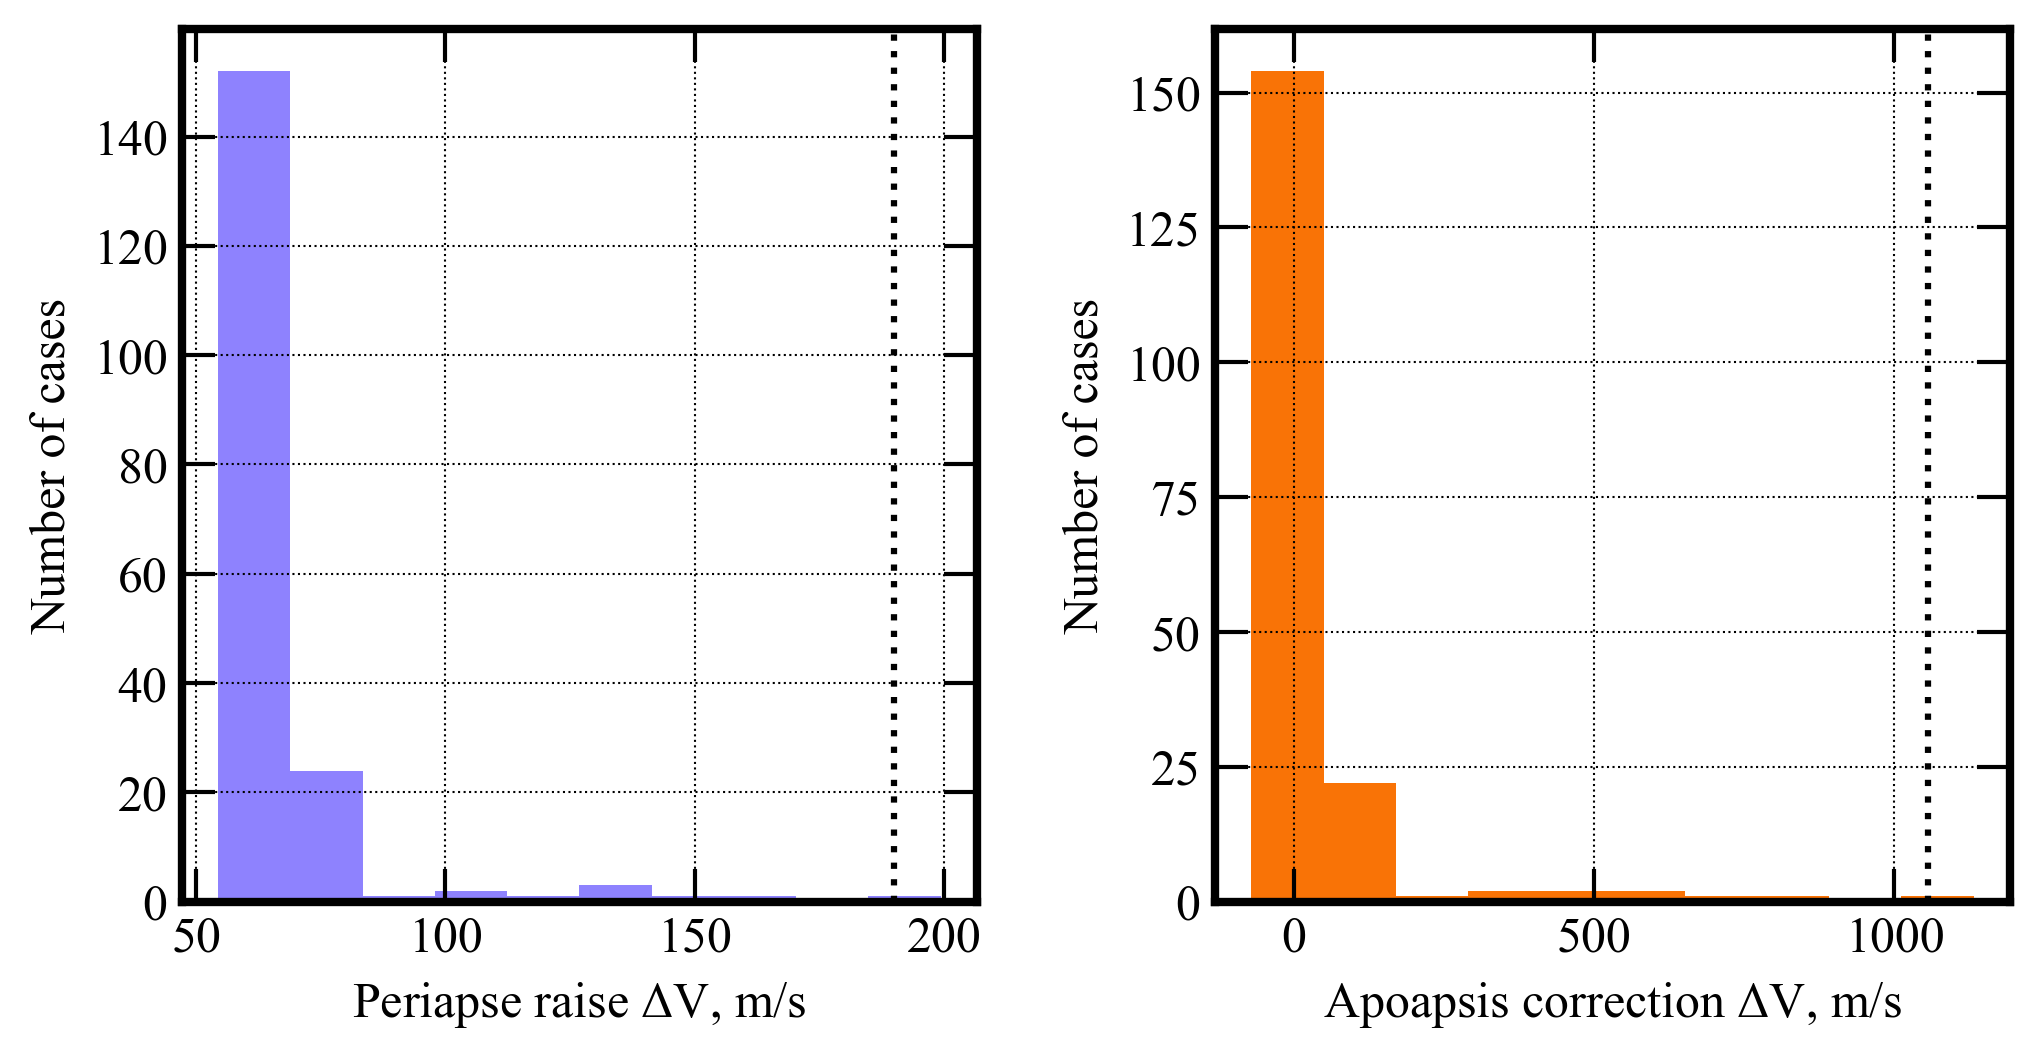 140
120
100
80
60
40
20
0
50 100 150 200
Number of cases
Periapse raise ΔV, m/s
150
125
100
75
50
25
0
0 500 1000
Number of cases
Apoapsis correction ΔV, m/s